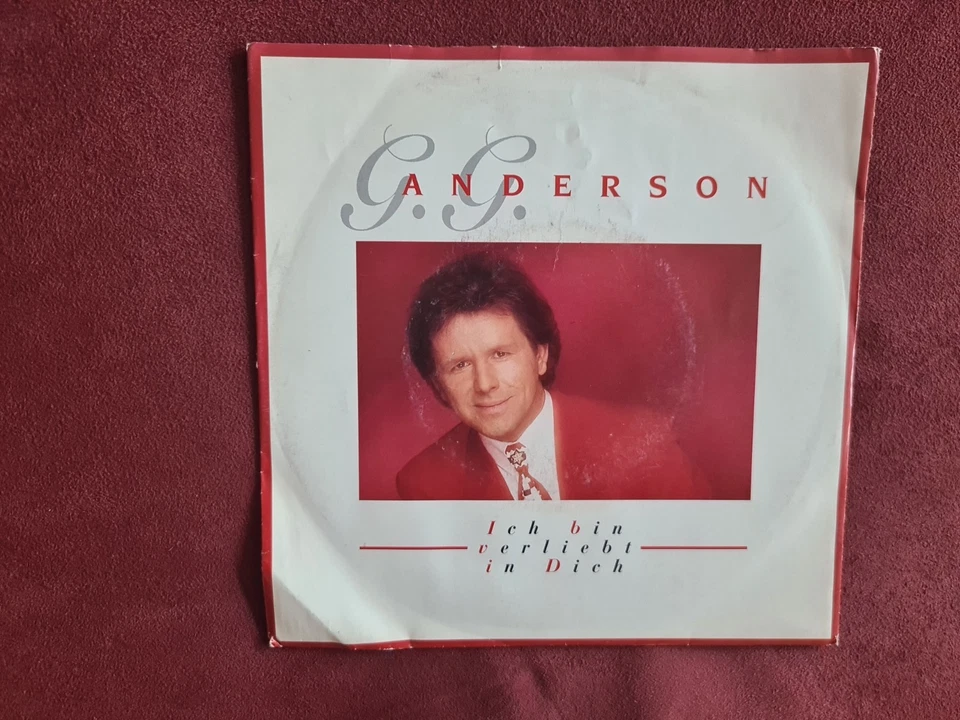 G.G.
ANDERSON
Ich bin
verliebt
in Dich